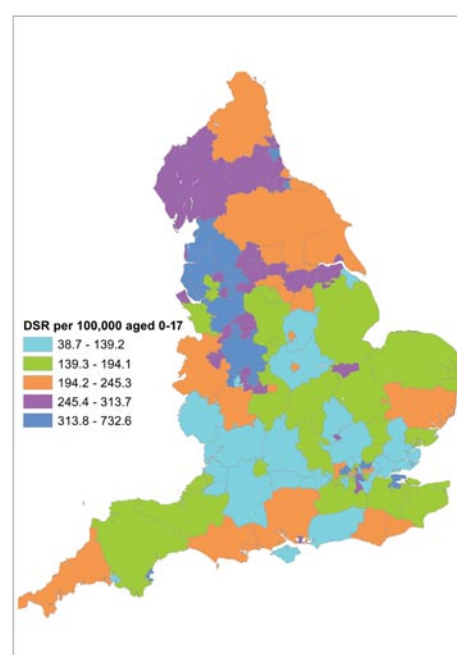 DSR per 100,000 aged 0-17
38.7 - 139.2
139.3 - 194.1
194.2 - 245.3
245.4 - 313.7
313.8 - 732.6